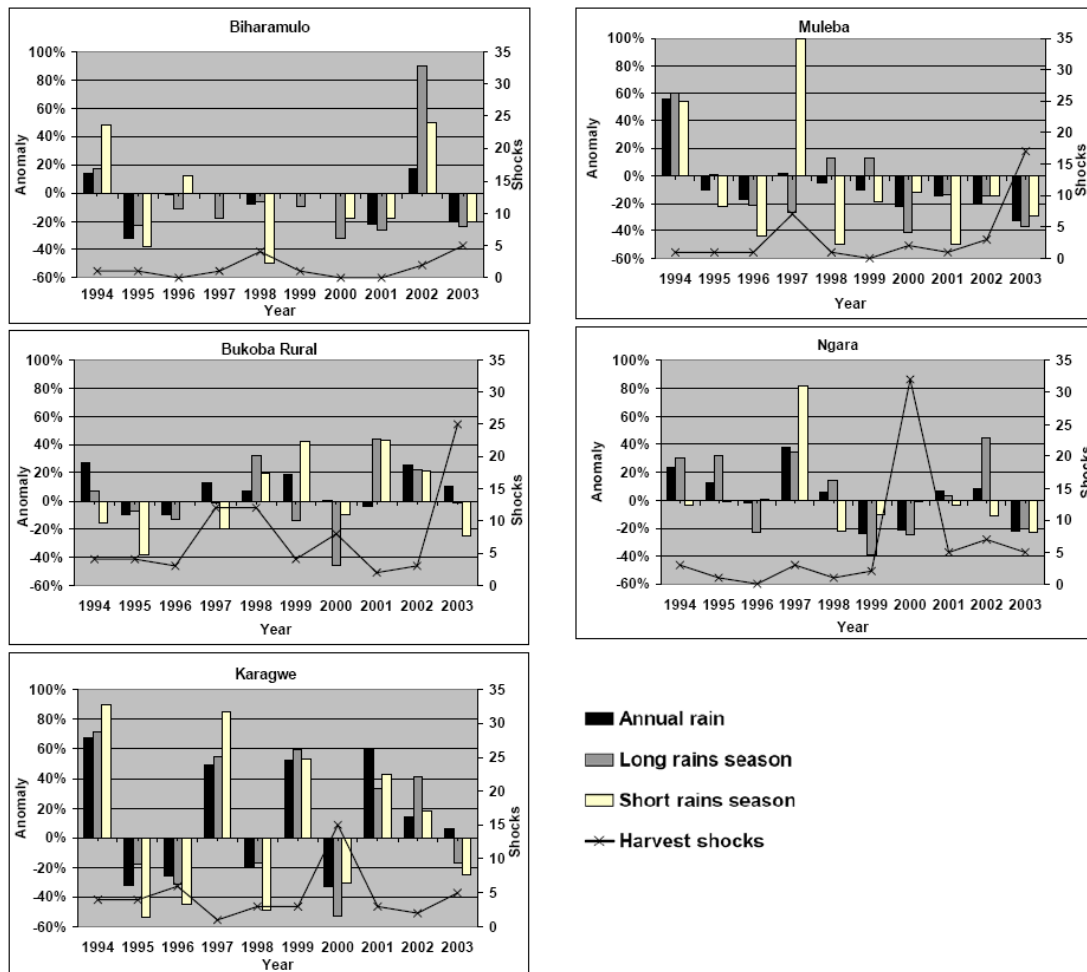 Biharamulo
100%
80%
60%
40%
20%
0%
-20%
-40%
-60%
Anomaly
35
30
25
20
15
10
5
0
Shocks
1994 1995 1996 1997 1998 1999 2000 2001 2002 2003
Year
Muleba
100%
80%
60%
40%
20%
0%
-20%
-40%
-60%
Anomaly
35
30
25
20
15
10
5
0
Shocks
1994 1995 1996 1997 1998 1999 2000 2001 2002 2003
Year
Bukoba Rural
100%
80%
60%
40%
20%
0%
-20%
-40%
-60%
Anomaly
35
30
25
20
15
10
5
0
Shocks
1994 1995 1996 1997 1998 1999 2000 2001 2002 2003
Year
Ngara
100%
80%
60%
40%
20%
0%
-20%
-40%
-60%
Anomaly
35
30
25
20
15
10
5
0
Shocks
1994 1995 1996 1997 1998 1999 2000 2001 2002 2003
Year
Karagwe
100%
80%
60%
40%
20%
0%
-20%
-40%
-60%
Anomaly
35
30
25
20
15
10
5
0
Shocks
1994 1995 1996 1997 1998 1999 2000 2001 2002 2003
Year
Annual rain
Long rains season
Short rains season
Harvest shocks